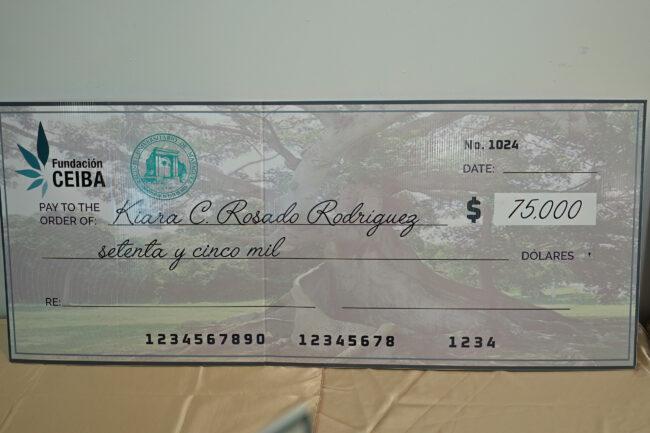 Fundación
CEIBA
No. 1024
DATE:
PAY TO THE
ORDER OF: Kiara C. Rosado Rodriguez $ 75.000
setenta y cinco mil DÓLARES
RE:
1234567890 12345678 1234